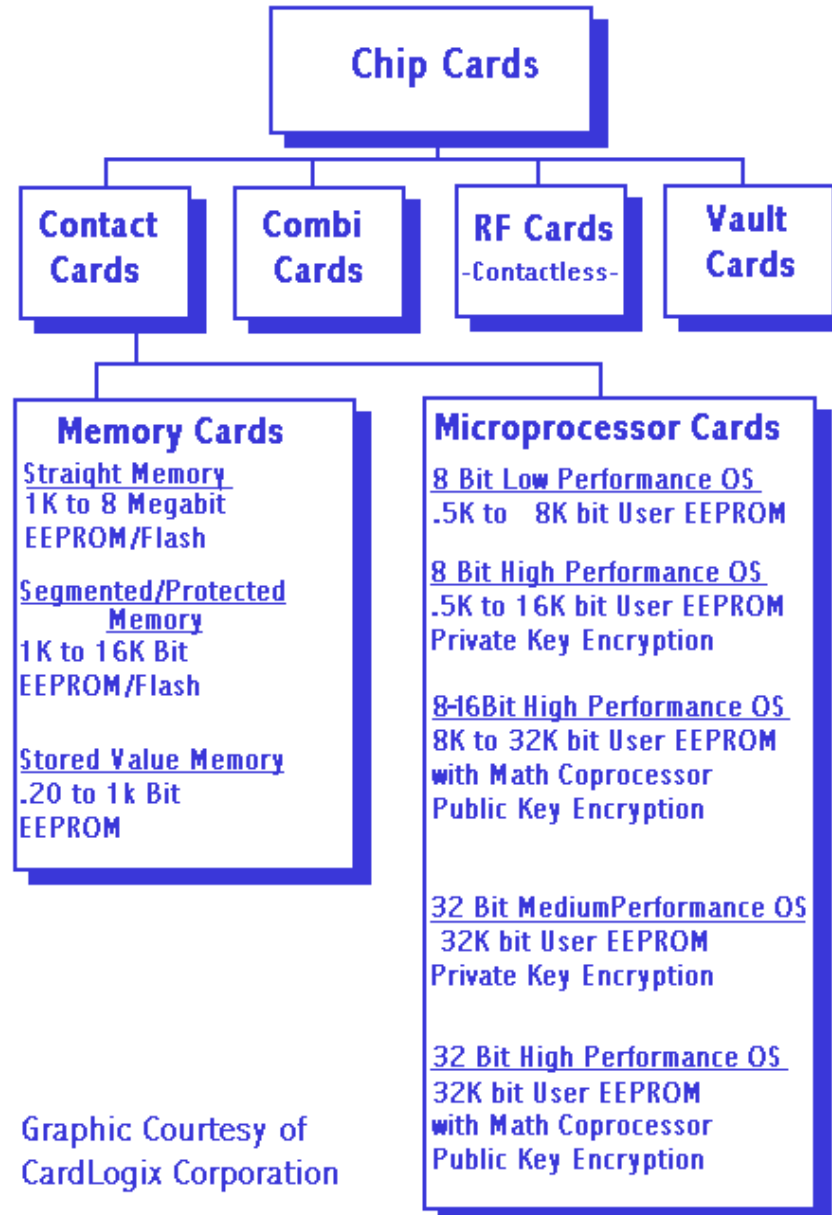 Chip Cards
Contact
Cards
Combi
Cards
RF Cards
-Contactless-
Vault
Cards
Memory Cards
Straight Memory
1K to 8 Megabit
EEPROM/Flash
Segmented/Protected
Memory
1K to 16K Bit
EEPROM/Flash
Stored Value Memory
.20 to 1k Bit
EEPROM
Microprocessor Cards
8 Bit Low Performance OS
.5K to 8K bit User EEPROM
8 Bit High Performance OS
.5K to 16K bit User EEPROM
Private Key Encryption
8-16Bit High Performance OS
8K to 32K bit User EEPROM
with Math Coprocessor
Public Key Encryption
32 Bit MediumPerformance OS
32K bit User EEPROM
Private Key Encryption
32 Bit High Performance OS
32K bit User EEPROM
with Math Coprocessor
Public Key Encryption
Graphic Courtesy of
CardLogix Corporation